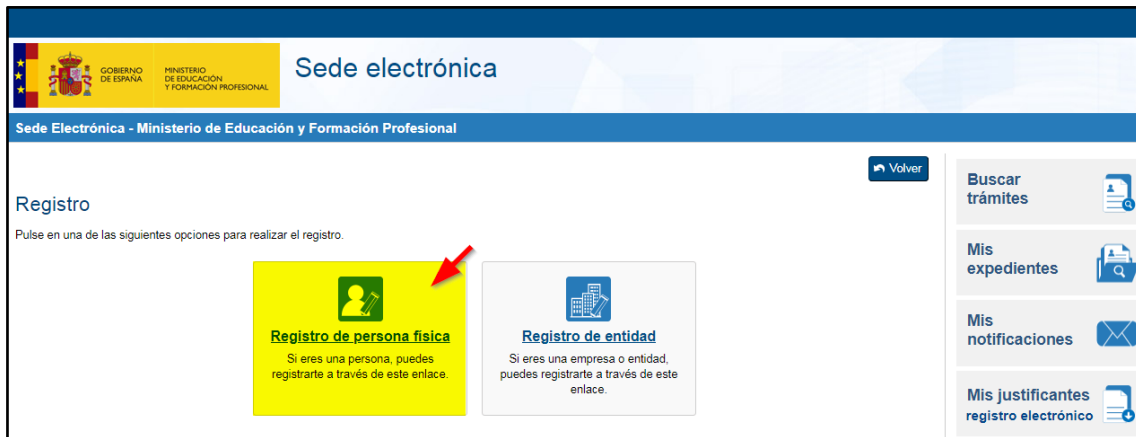 GOBIERNO
DE ESPAÑA
MINISTERIO
DE EDUCACIÓN
Y FORMACIÓN PROFESIONAL
Sede electrónica
Sede Electrónica - Ministerio de Educación y Formación Profesional
Volver
Registro
Pulse en una de las siguientes opciones para realizar el registro.
Registro de persona física
Si eres una persona, puedes
registrarte a través de este enlace.
Registro de entidad
Si eres una empresa o entidad,
puedes registrarte a través de este
enlace.
Buscar
trámites
Mis
expedientes
Mis
notificaciones
Mis justificantes
registro electrónico